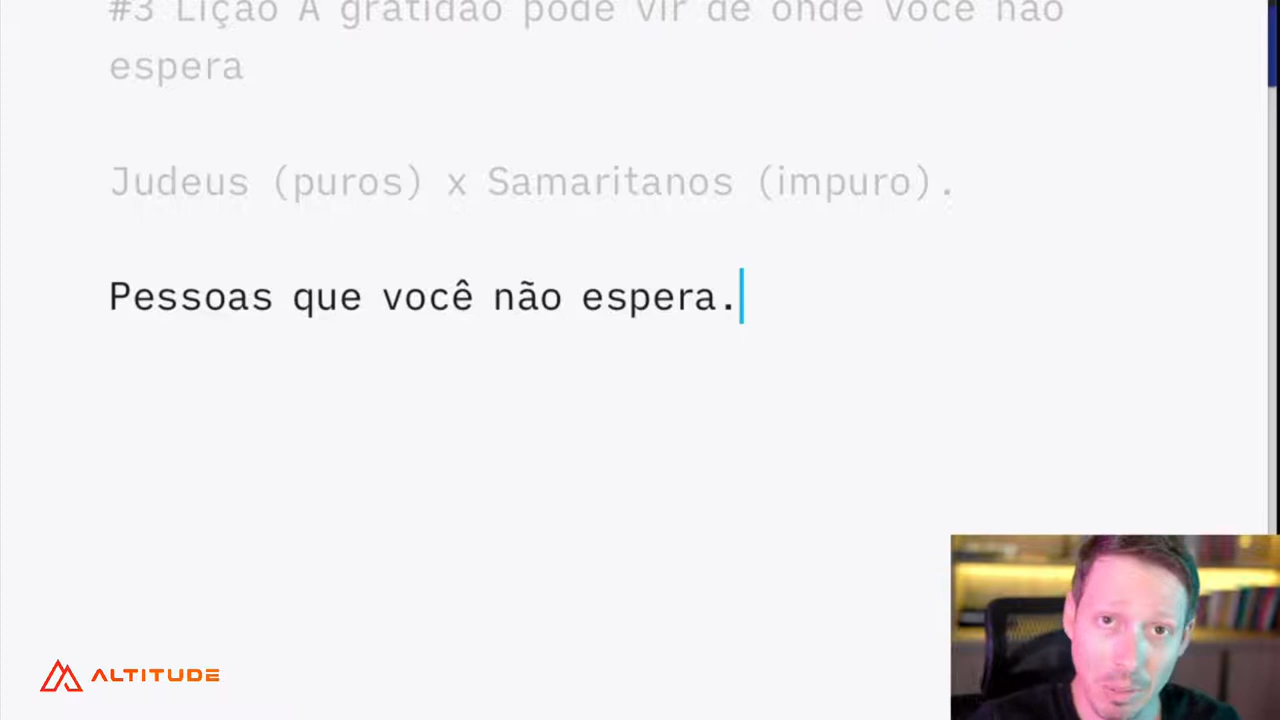 #3 Lição A gratidão pode vir de onde você não
espera
Judeus (puros) x Samaritanos (impuro).
Pessoas que você não espera.
ALTITUDE